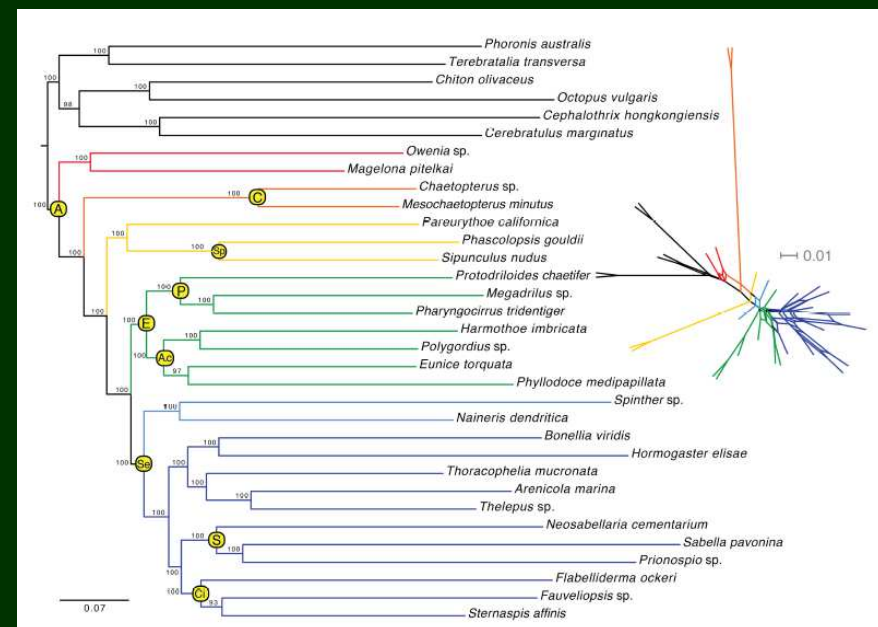 Phoronis australis
100
Terebratalia transversa
100
Chiton olivaceus
100
Octopus vulgaris
98
Cephalothrix hongkongiensis
100
Cerebratulus marginatus
Owenia sp.
100
Magelona pitelkai
Chaetopterus sp.
100 C
Mesochaetopterus minutus
100 A
Pareurythoe californica
Phascolopsis gouldii
100 Sp
100
Sipunculus nudus
0.01
Protodriloides chaetifer
100 P
Megadrilus sp.
100
Pharyngocirrus tridentiger
100
100 E
Harmothoe imbricata
100
Polygordius sp.
100 Ac
Eunice torquata
97
Phyllodoce medipapillata
100
Spinther sp.
100
Naineris dendritica
Bonellia viridis
100
Hormogaster elisae
100 Se
100
Thoracophelia mucronata
100
Arenicola marina
100
Thelepus sp.
100
Neosabellaria cementarium
100 S
Sabella pavonina
100
Prionospio sp.
100
Flabelliderma ockeri
100 Ci
Fauveliopsis sp.
93
Sternaspis affinis
0.07